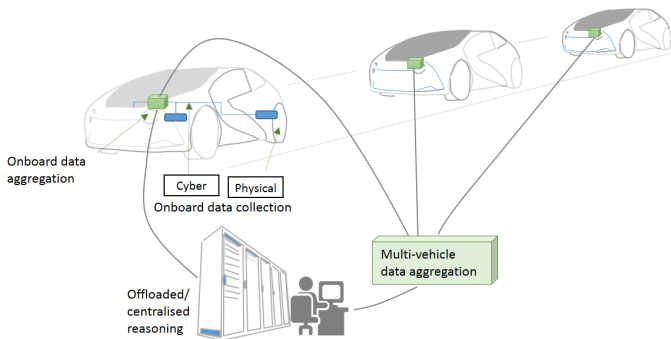 Onboard data
aggregation
Cyber
Physical
Onboard data collection
Multi-vehicle
data aggregation
Offloaded/
centralised
reasoning